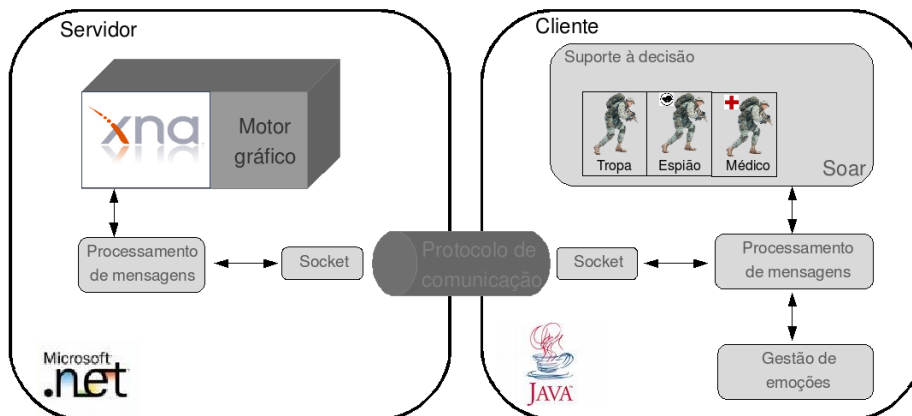 Servidor
xna
Motor
gráfico
Processamento
de mensagens
Socket
Microsoft
.net
Protocolo de
comunicação
Cliente
Suporte à decisão
Tropa
Espião
Médico
Soar
Socket
Processamento
de mensagens
JAVA
Gestão de
emoções